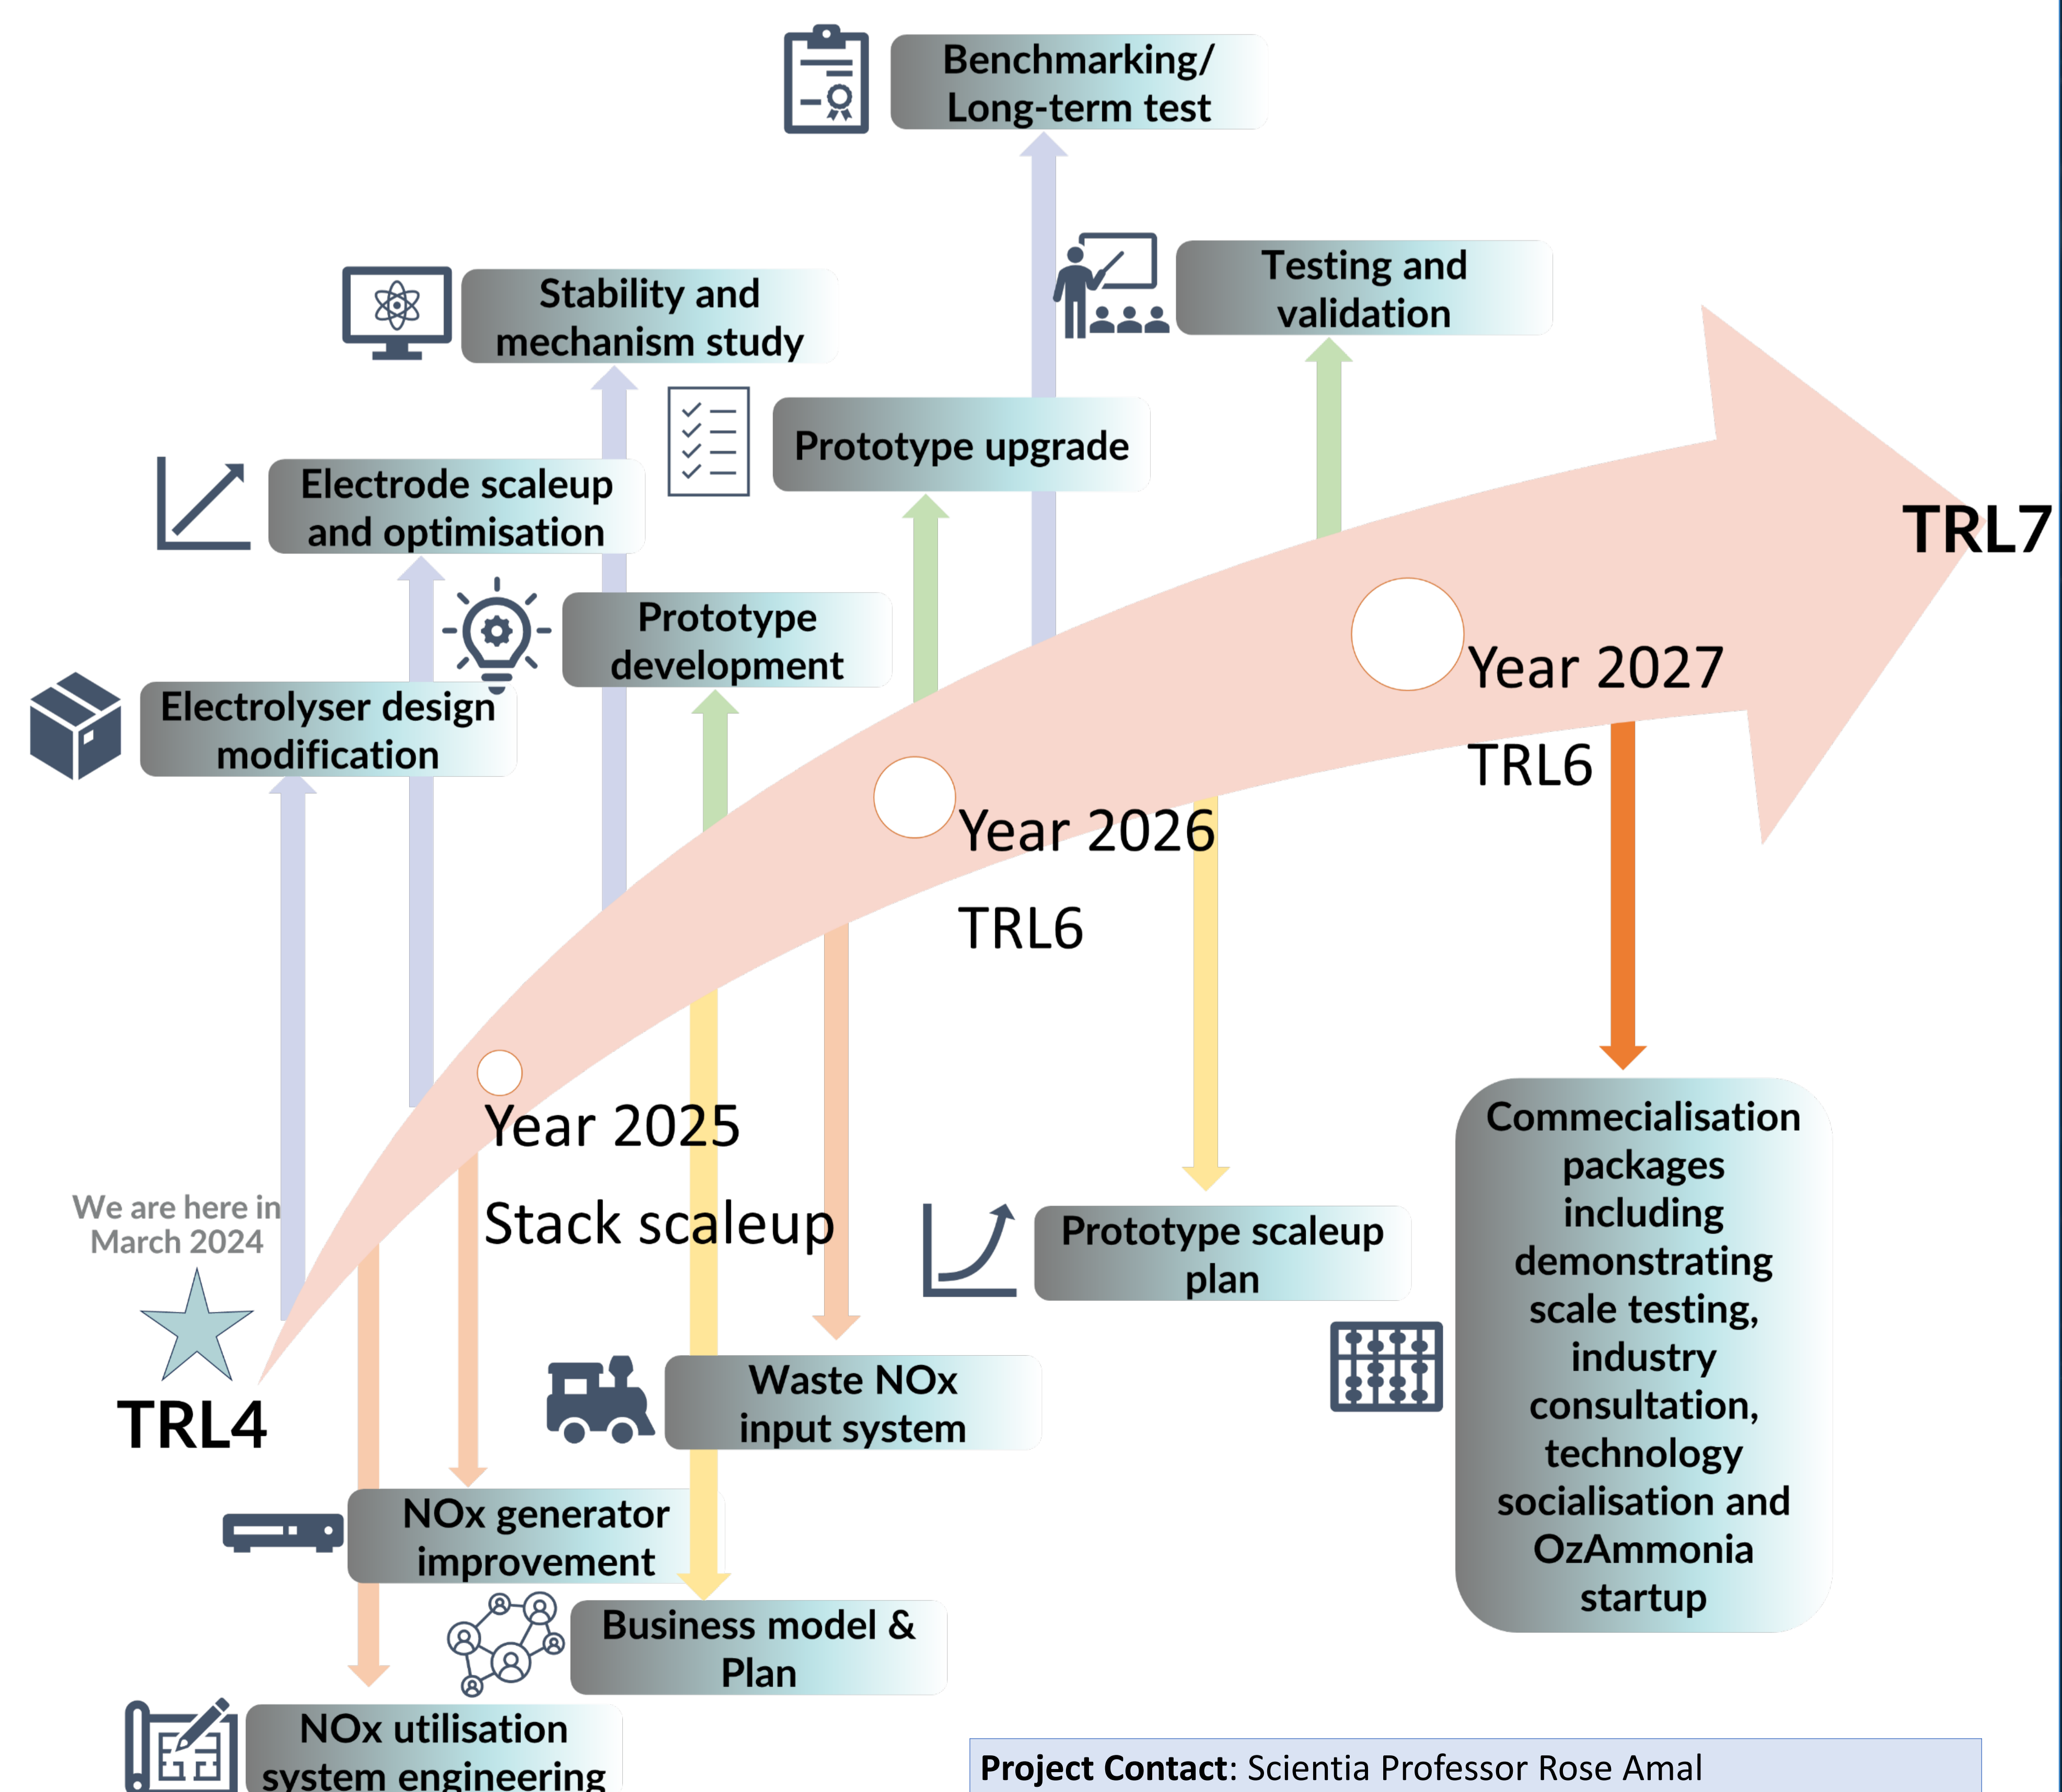 Benchmarking/
Long-term test
Testing and
validation
Stability and
mechanism study
Prototype upgrade
Electrode scaleup
and optimisation
Prototype
development
Electrolyser design
modification
TRL7
Year 2027
TRL6
Year 2026
TRL6
Year 2025
Stack scaleup
We are here in
March 2024
TRL4
Prototype scaleup
plan
Waste NOx
input system
NOx generator
improvement
Business model &
Plan
NOx utilisation
system engineering
Commecialisation
packages
including
demonstrating
scale testing,
industry
consultation,
technology
socialisation and
OzAmmonia
startup
Project Contact: Scientia Professor Rose Amal